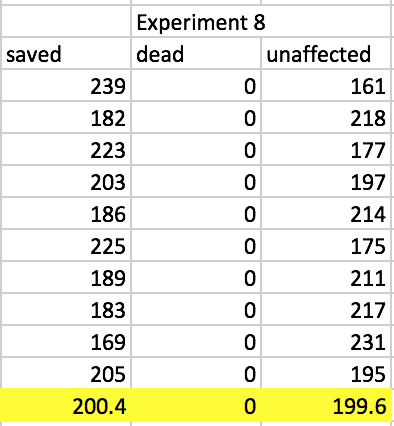 Experiment 8
saved dead unaffected
239 0 161
182 0 218
223 0 177
203 0 197
186 0 214
225 0 175
189 0 211
183 0 217
169 0 231
205 0 195
200.4 0 199.6